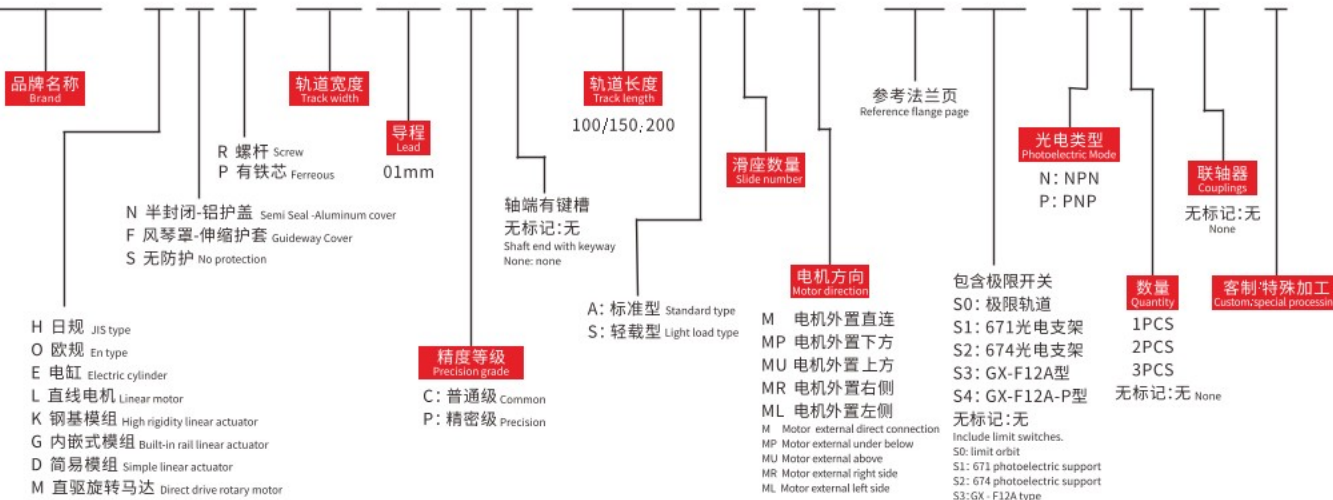 品牌名称
Brand
H 日规 JIS type
O 欧规 En type
E 电缸 Electric cylinder
L 直线电机 Linear motor
K 钢基模组 High rigidity linear actuator
G 内嵌式模组 Built-in rail linear actuator
D 简易模组 Simple linear actuator
M 直驱旋转马达 Direct drive rotary motor
N 半封闭-铝护盖 Semi Seal -Aluminum cover
F 风琴罩-伸缩护套 Guideway Cover
S 无防护 No protection
R 螺杆 Screw
P 有铁芯 Ferreous
轨道宽度
Track width
导程
Lead
01mm
精度等级
Precision grade
C: 普通级 Common
P: 精密级 Precision
轴端有键槽
无标记:无
Shaft end with keyway
None: none
轨道长度
Track length
100/150,200
A: 标准型 Standard type
S: 轻载型 Light load type
滑座数量
Slide number
电机方向
Motor direction
M 电机外置直连
MP 电机外置下方
MU 电机外置上方
MR 电机外置右侧
ML 电机外置左侧
M Motor external direct connection
MP Motor external under below
MU Motor external above
MR Motor external right side
ML Motor external left side
参考法兰页
Reference flange page
包含极限开关
S0: 极限轨道
S1: 671光电支架
S2: 674光电支架
S3: GX-F12A型
S4: GX-F12A-P型
无标记:无
Include limit switches.
S0: limit orbit
S1: 671 photoelectric support
S2: 674 photoelectric support
S3:GX - F12A type
光电类型
Photoelectric Mode
N: NPN
P: PNP
数量
Quantity
1PCS
2PCS
3PCS
无标记:无 None
联轴器
Couplings
无标记:无
None
客制:特殊加工
Custom:special processin